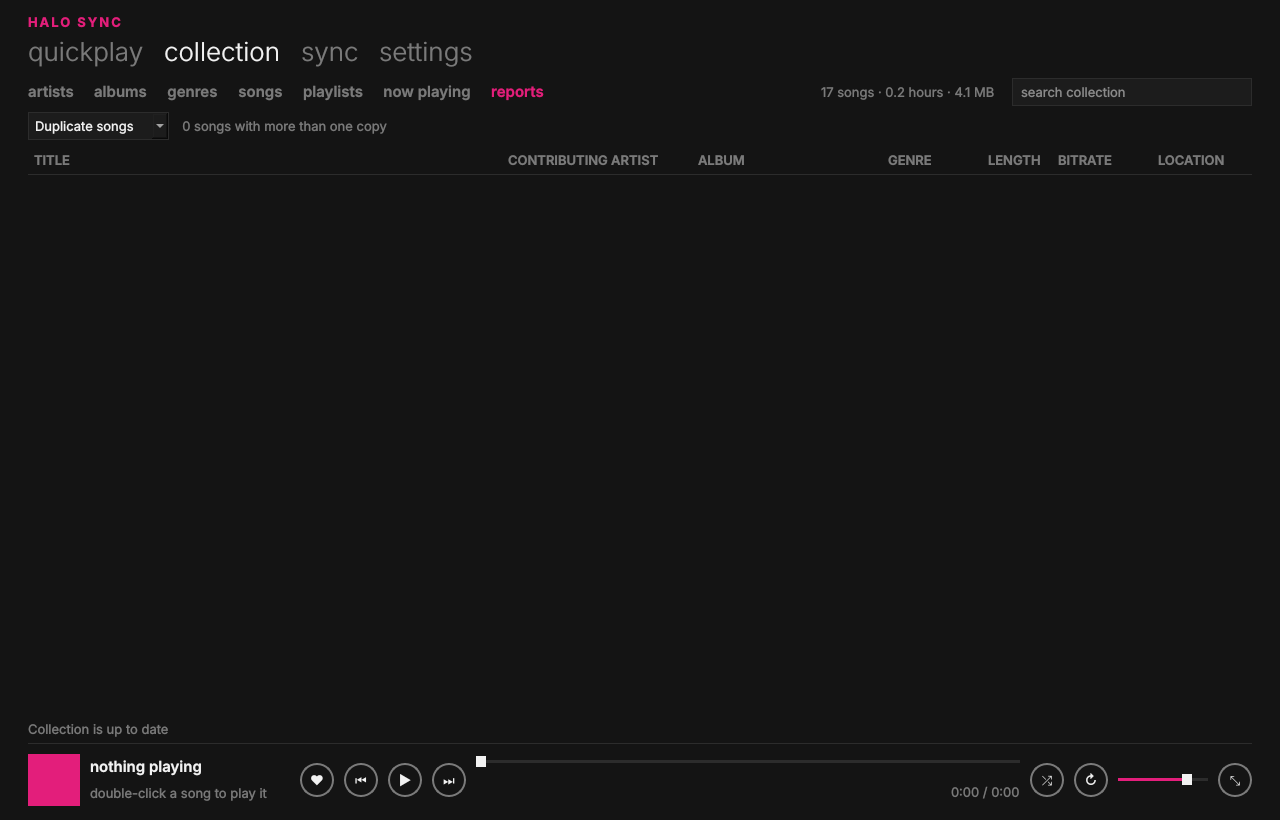 HALO SYNC
quickplay collection sync settings
artists albums genres songs playlists now playing reports 17 songs · 0.2 hours · 4.1 MB search collection
Duplicate songs 0 songs with more than one copy
TITLE CONTRIBUTING ARTIST ALBUM GENRE LENGTH BITRATE LOCATION
Collection is up to date
nothing playing
double-click a song to play it 0:00 / 0:00